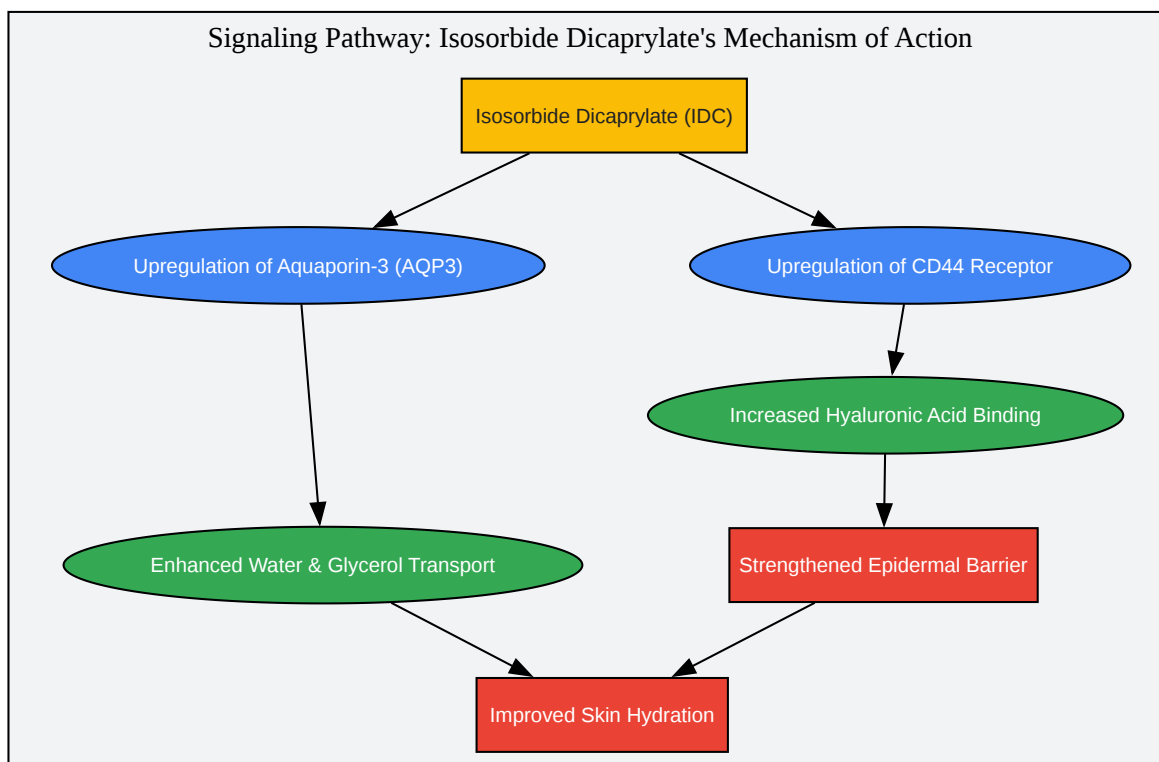 Signaling Pathway: Isosorbide Dicaprylate's Mechanism of Action
Isosorbide Dicaprylate (IDC)
Upregulation of Aquaporin-3 (AQP3)
Upregulation of CD44 Receptor
Increased Hyaluronic Acid Binding
Enhanced Water & Glycerol Transport
Strengthened Epidermal Barrier
Improved Skin Hydration